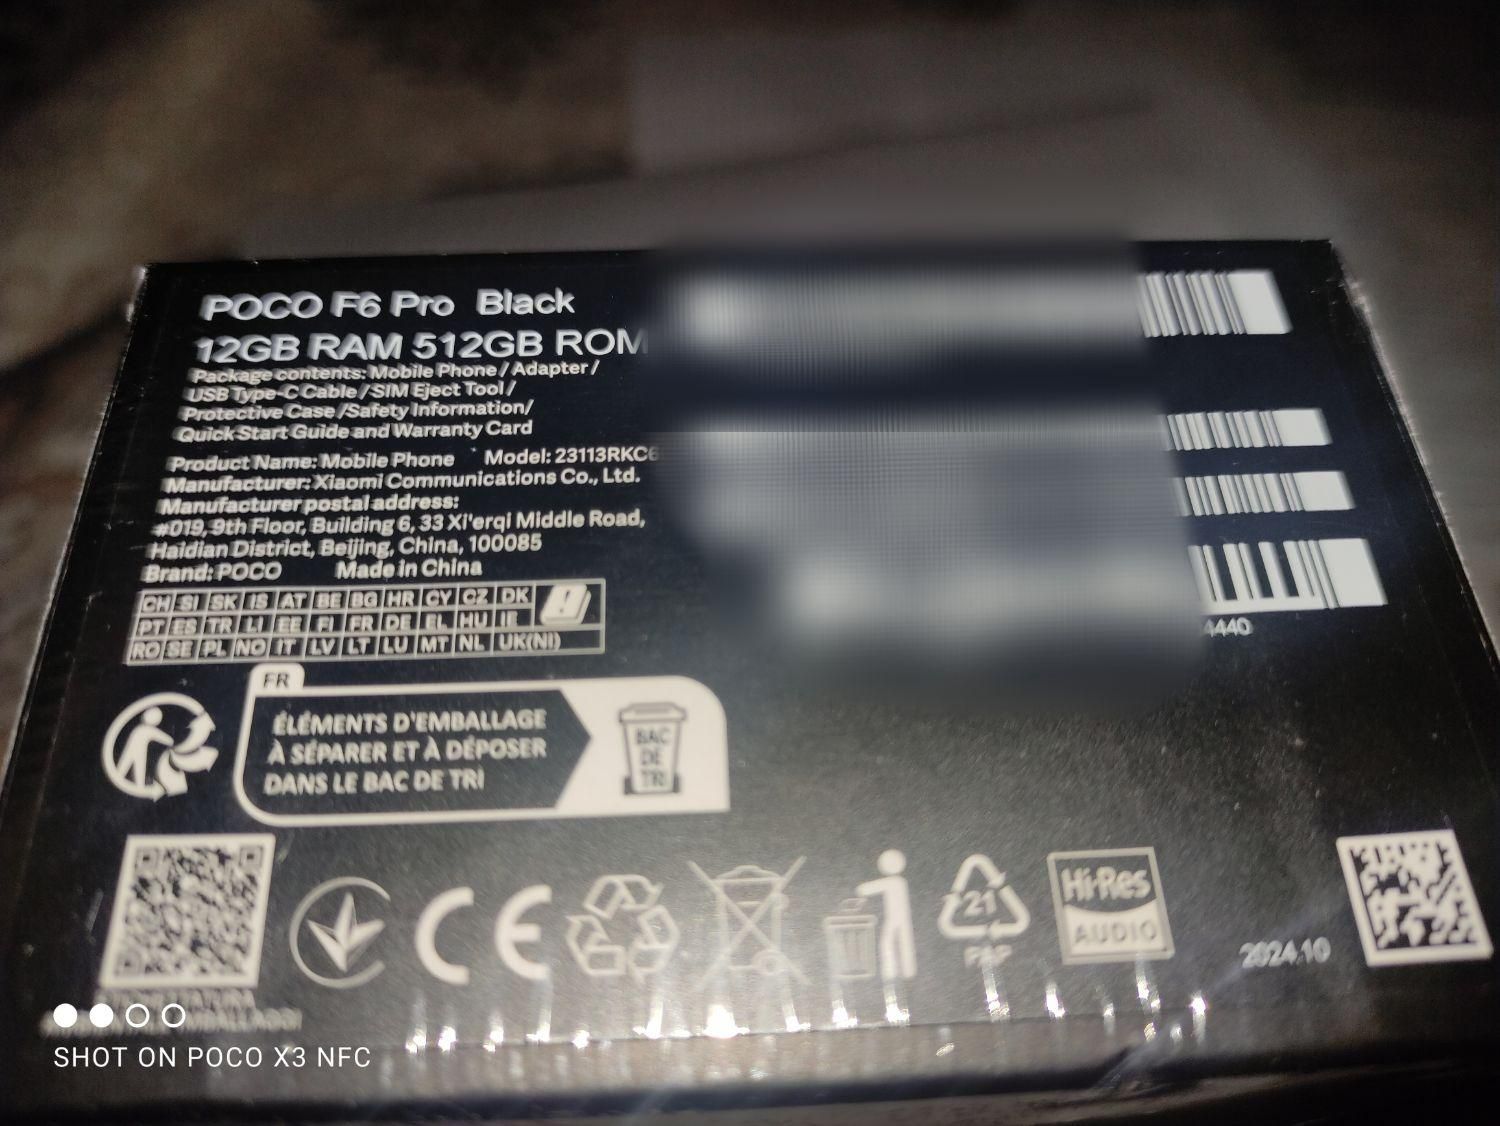 POCO F6 Pro Black
12GB RAM 512GB ROM
Package contents: Mobile Phone / Adapter /
USB Type-C Cable / SIM Eject Tool /
Protective Case /Safety Information/
Quick Start Guide and Warranty Card
Product Name: Mobile Phone Model: 23113RKC6
Manufacturer: Xiaomi Communications Co., Ltd.
Manufacturer postal address:
#019, 9th Floor, Building 6, 33 Xi'erqi Middle Road,
Haidian District, Beijing, China, 100085
Brand: POCO Made in China
4440
CH SI SK IS AT BE BG HR CY CZ DK
PT ES TR LI EE FI FR DE EL HU IE
RO SE PL NO IT LV LT LU MT NL UK(NI)
FR
ÉLÉMENTS D'EMBALLAGE
À SÉPARER ET À DÉPOSER
DANS LE BAC DE TRI
BAC
DE
TRI
CE
21
PAP
Hi-Res
AUDIO
2024.10
SHOT ON POCO X3 NFC